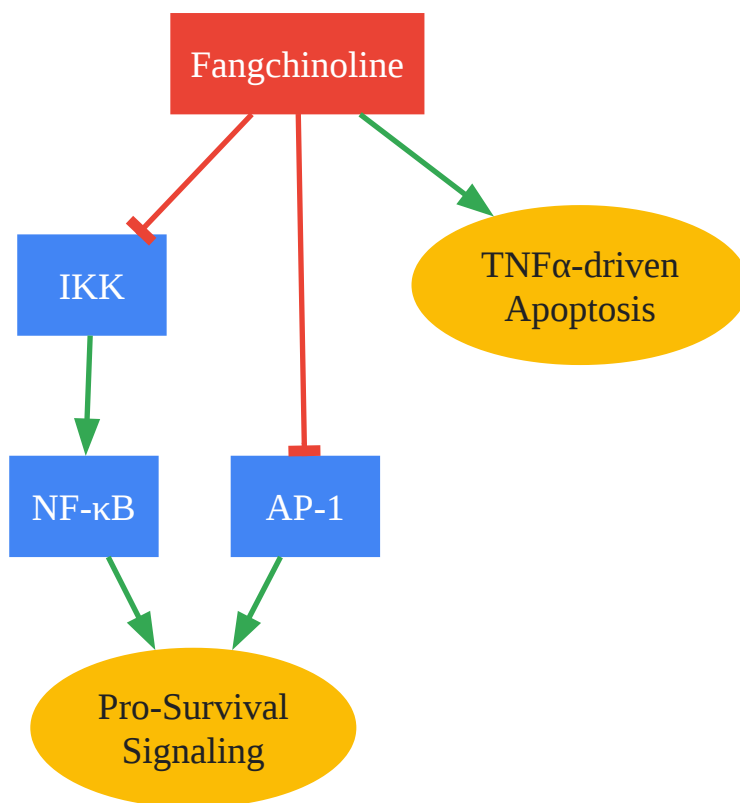 Fangchinoline
TNFα-driven
Apoptosis
IKK
NF-κB
AP-1
Pro-Survival
Signaling